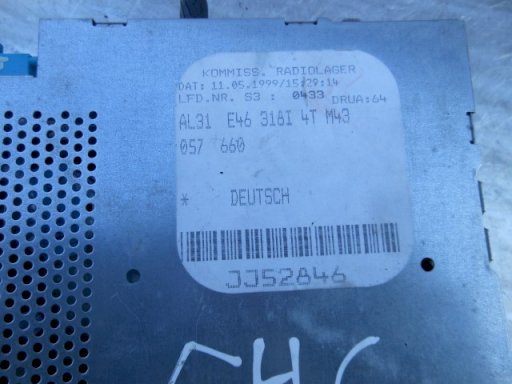 KOMMISS. RADIOLAGER
DAT: 11.05.1999/15:29:14
LFD.NR. S3 : 0433 DRUA:64
AL31 E46 318I 4T M43
057 660
* DEUTSCH
JJ52846